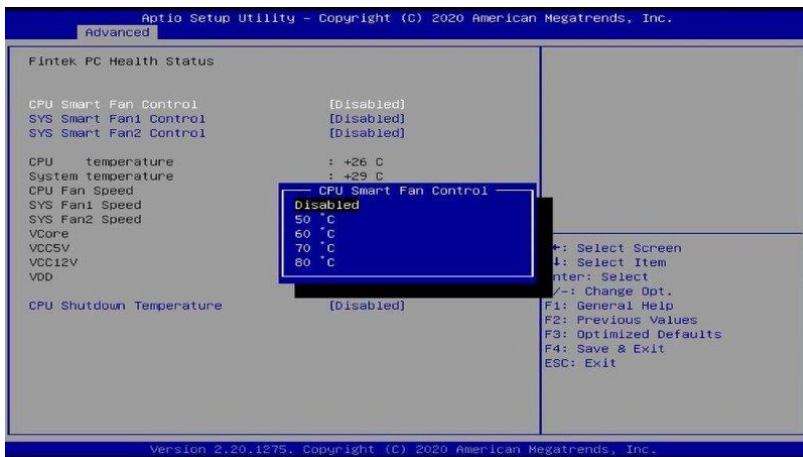 Aptio Setup Utility - Copyright (C) 2020 American Megatrends, Inc.
Advanced
Fintek PC Health Status
CPU Smart Fan Control [Disabled]
SYS Smart Fan1 Control [Disabled]
SYS Smart Fan2 Control [Disabled]
CPU temperature : +26 C
System temperature : +29 C
CPU Fan Speed
SYS Fan1 Speed
SYS Fan2 Speed
VCore
VCC5V
VCC12V
VDD
CPU Shutdown Temperature [Disabled]
CPU Smart Fan Control
Disabled
50 °C
60 °C
70 °C
80 °C
: Select Screen
: Select Item
nter: Select
/-: Change Opt.
F1: General Help
F2: Previous Values
F3: Optimized Defaults
F4: Save & Exit
ESC: Exit
Version 2.20.1275. Copyright (C) 2020 American Megatrends, Inc.